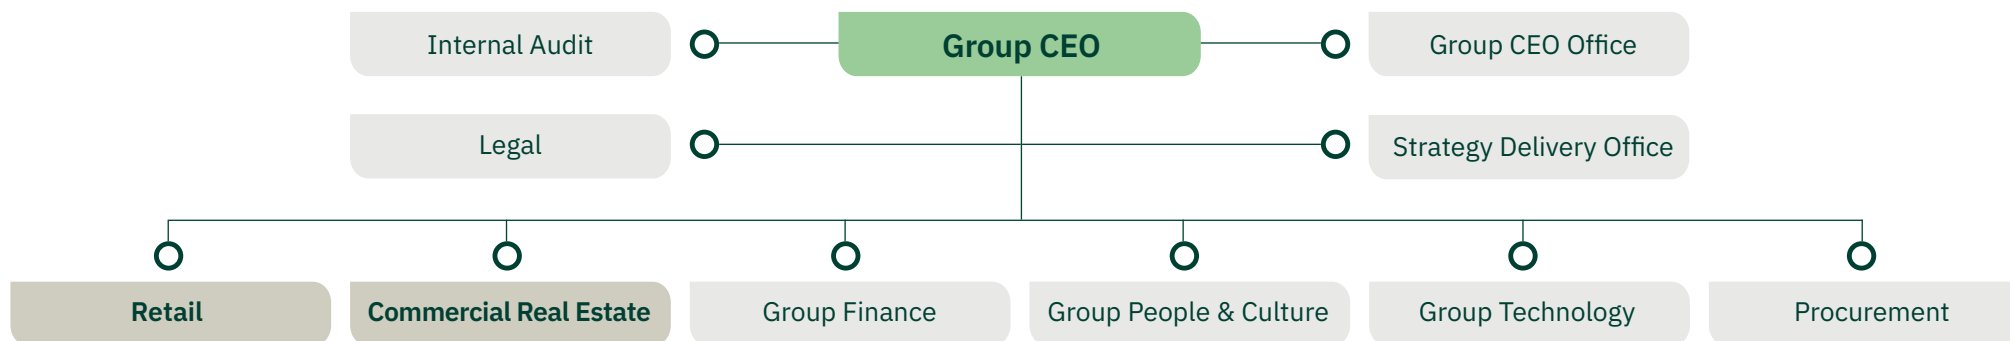 Internal Audit
Group CEO
Group CEO Office
Legal
Strategy Delivery Office
Retail
Commercial Real Estate
Group Finance
Group People & Culture
Group Technology
Procurement